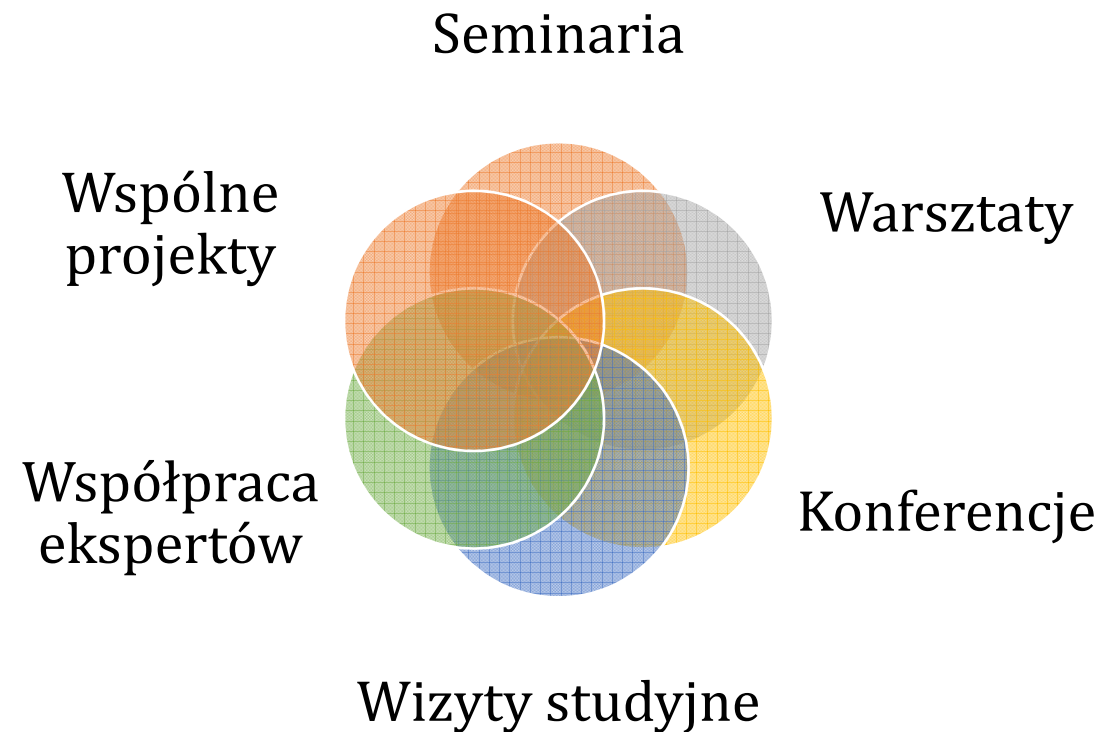 Seminaria
Wspólne
projekty
Warsztaty
Współpraca
ekspertów
Konferencje
Wizyty studyjne